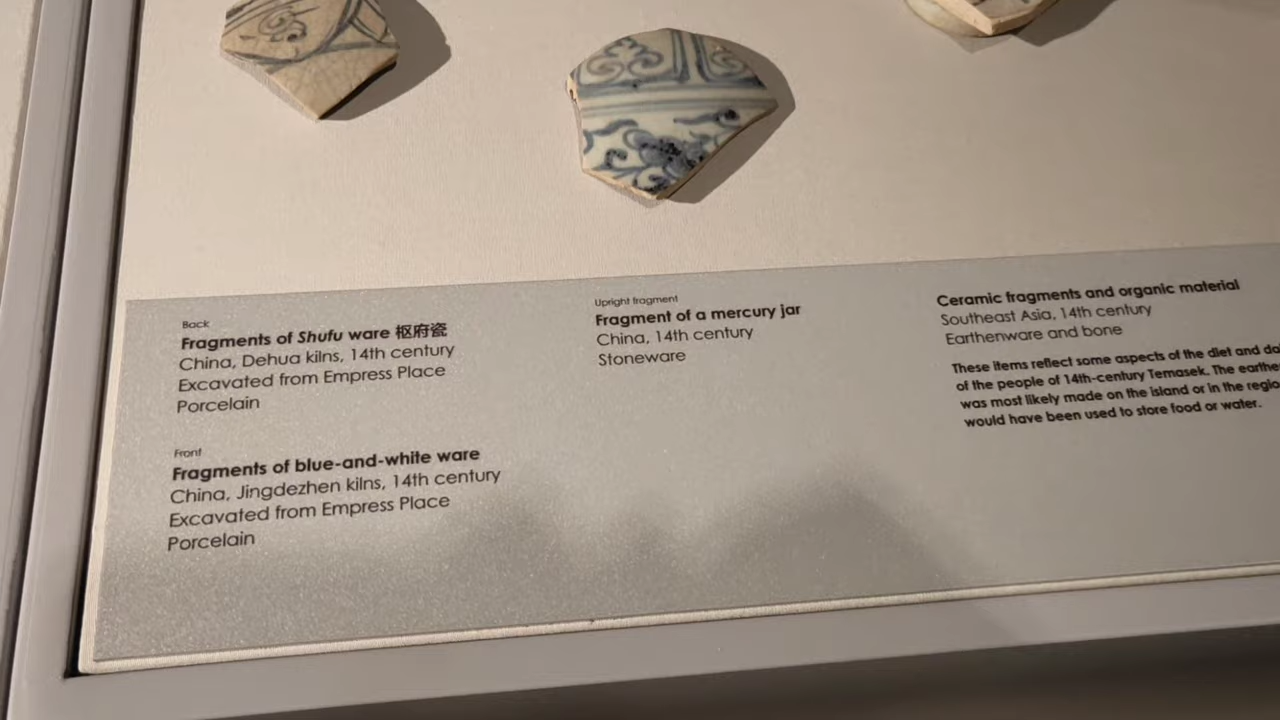 Back
Fragments of Shufu ware 枢府瓷
China, Dehua kilns, 14th century
Excavated from Empress Place
Porcelain
Front
Fragments of blue-and-white ware
China, Jingdezhen kilns, 14th century
Excavated from Empress Place
Porcelain
Upright fragment
Fragment of a mercury jar
China, 14th century
Stoneware
Ceramic fragments and organic material
Southeast Asia, 14th century
Earthenware and bone
These items reflect some aspects of the diet and
of the people of 14th-century Temasek. The
was most likely made on the island or in the
would have been used to store food or water.